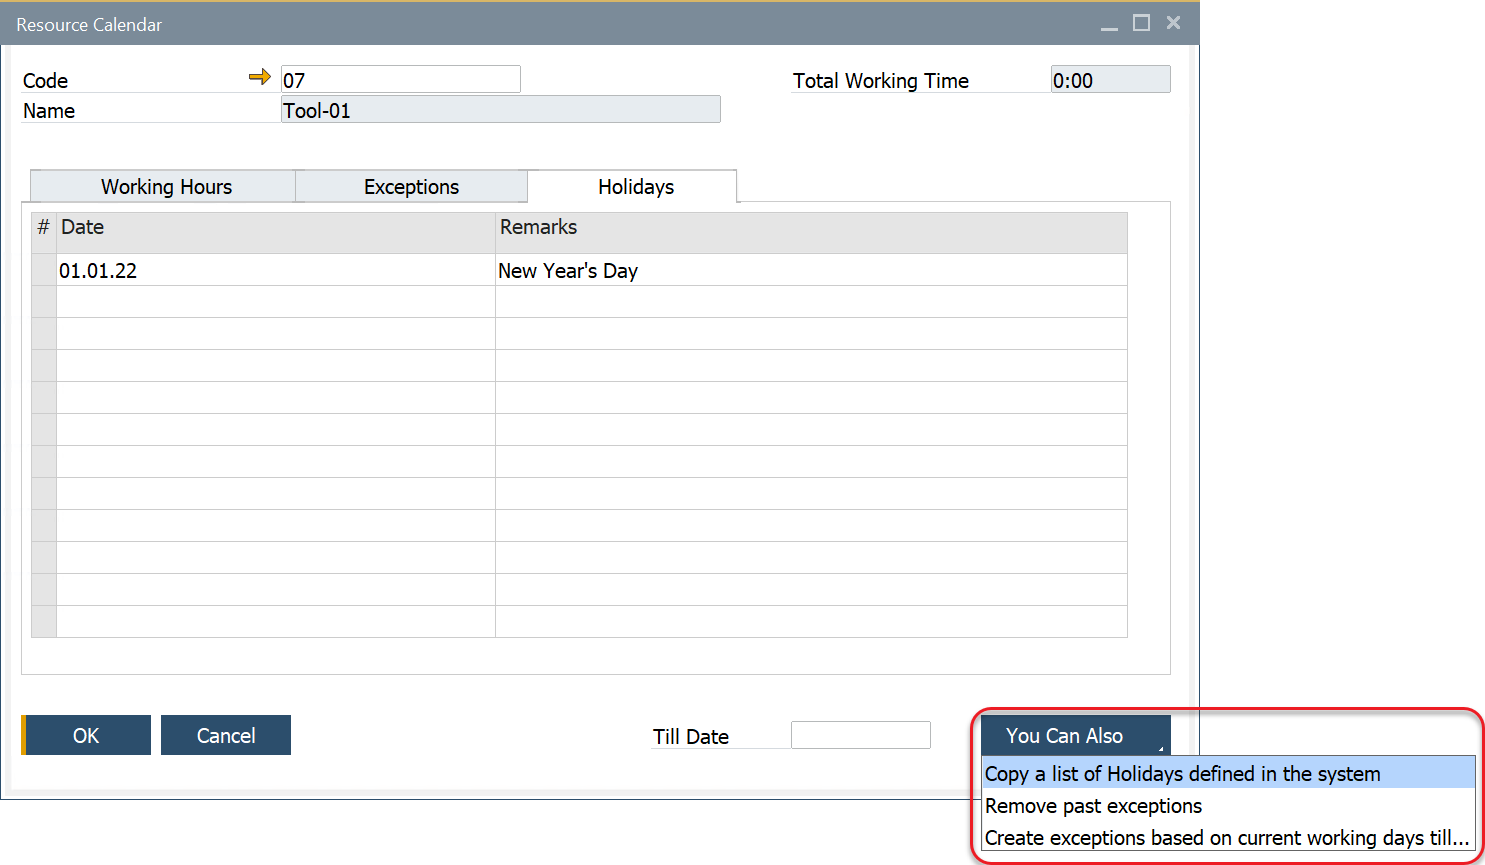 Resource Calendar
Code 07 Total Working Time 0:00
Name Tool-01
Working Hours Exceptions Holidays
# Date Remarks
01.01.22 New Year's Day
OK Cancel Till Date You Can Also
Copy a list of Holidays defined in the system
Remove past exceptions
Create exceptions based on current working days till...